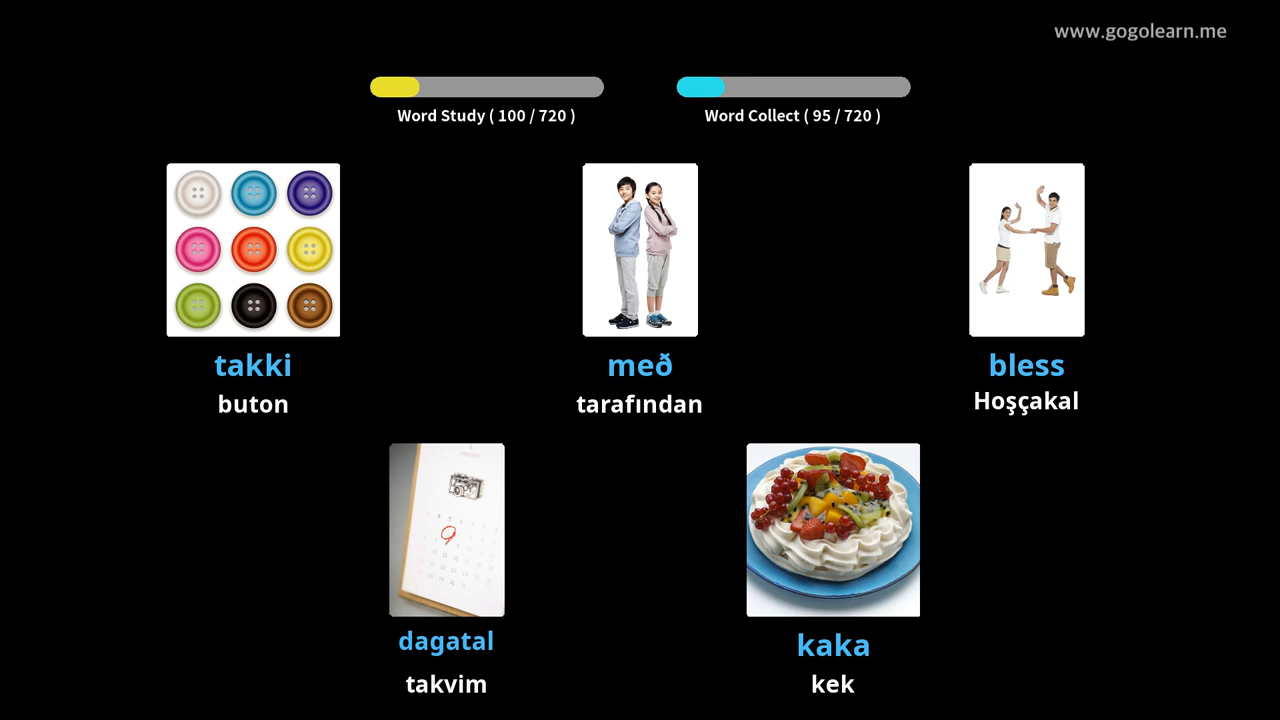 www.gogolearn.me
Word Study ( 100 / 720 )
Word Collect ( 95 / 720 )
takki
með
bless
buton
tarafından
Hoşçakal
dagatal
kaka
takvim
kek